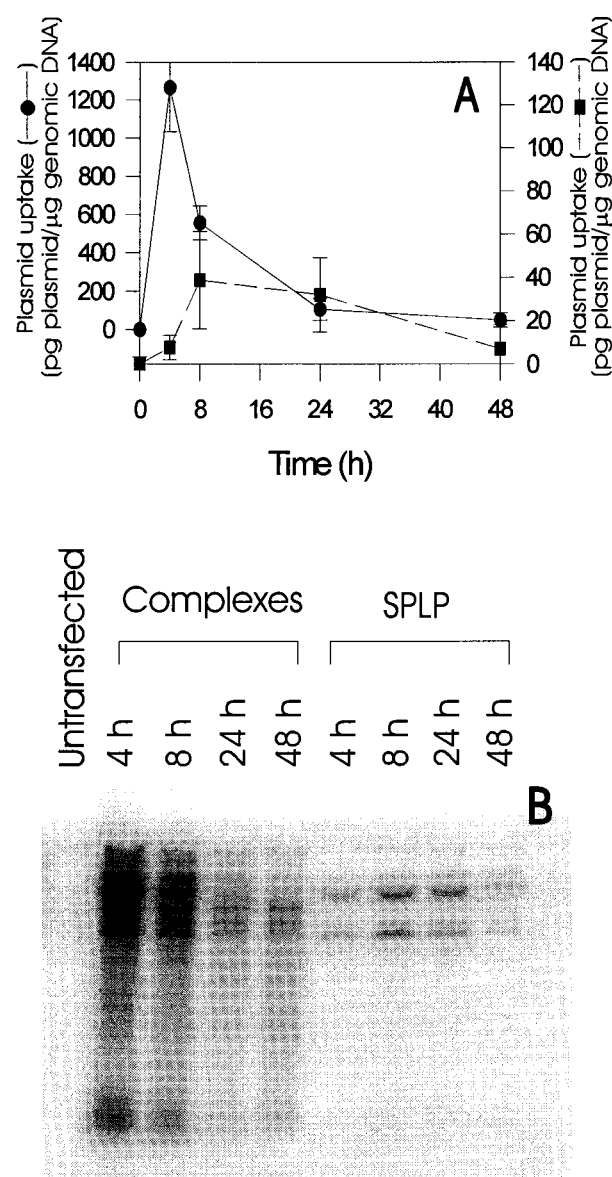 Plasmid uptake (—●—)
(pg plasmid/µg genomic DNA)
1400
1200
1000
800
600
400
200
0
A
140
120
100
80
60
40
20
0
Plasmid uptake (—■—)
(pg plasmid/µg genomic DNA)
0 8 16 24 32 40 48
Time (h)
Untransfected
Complexes
SPLP
4 h
8 h
24 h
48 h
4 h
8 h
24 h
48 h
B